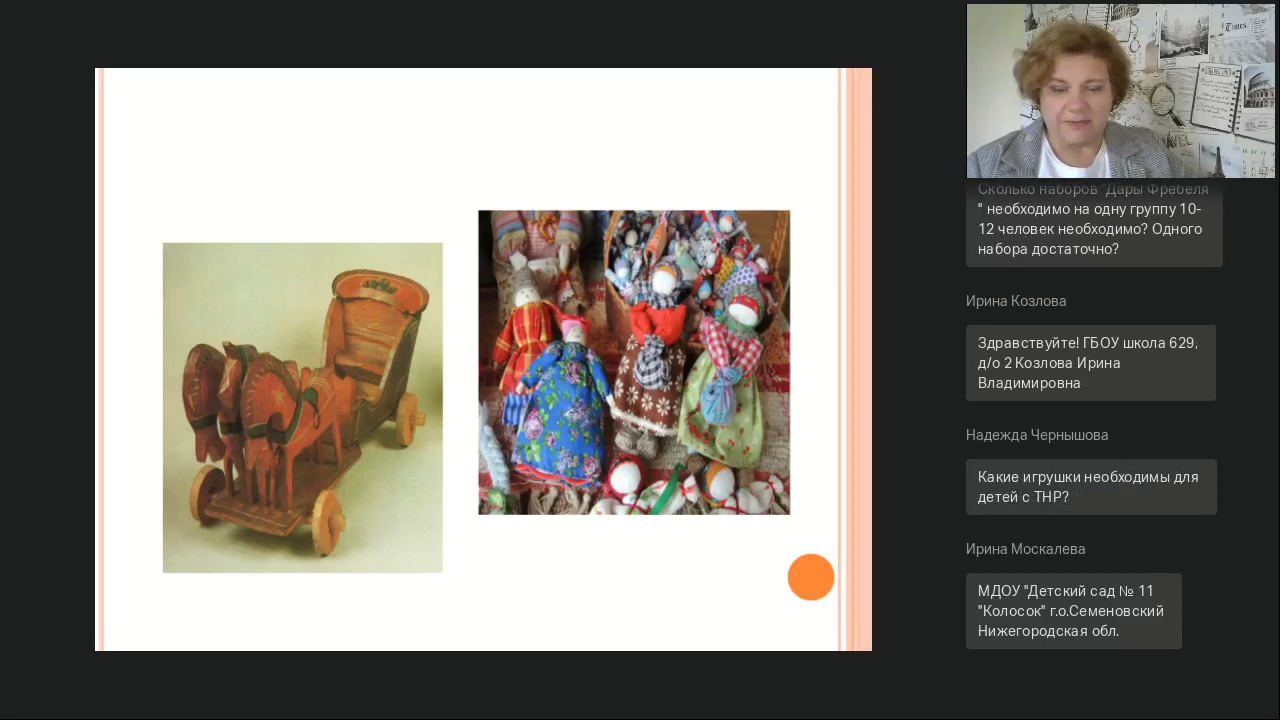 Times
Сколько наборов "Дары Фребеля
" необходимо на одну группу 10-
12 человек необходимо? Одного
набора достаточно?
Ирина Козлова
Здравствуйте! ГБОУ школа 629,
д/о 2 Козлова Ирина
Владимировна
Надежда Чернышова
Какие игрушки необходимы для
детей с ТНР?
Ирина Москалева
МДОУ "Детский сад № 11
"Колосок" г.о.Семеновский
Нижегородская обл.